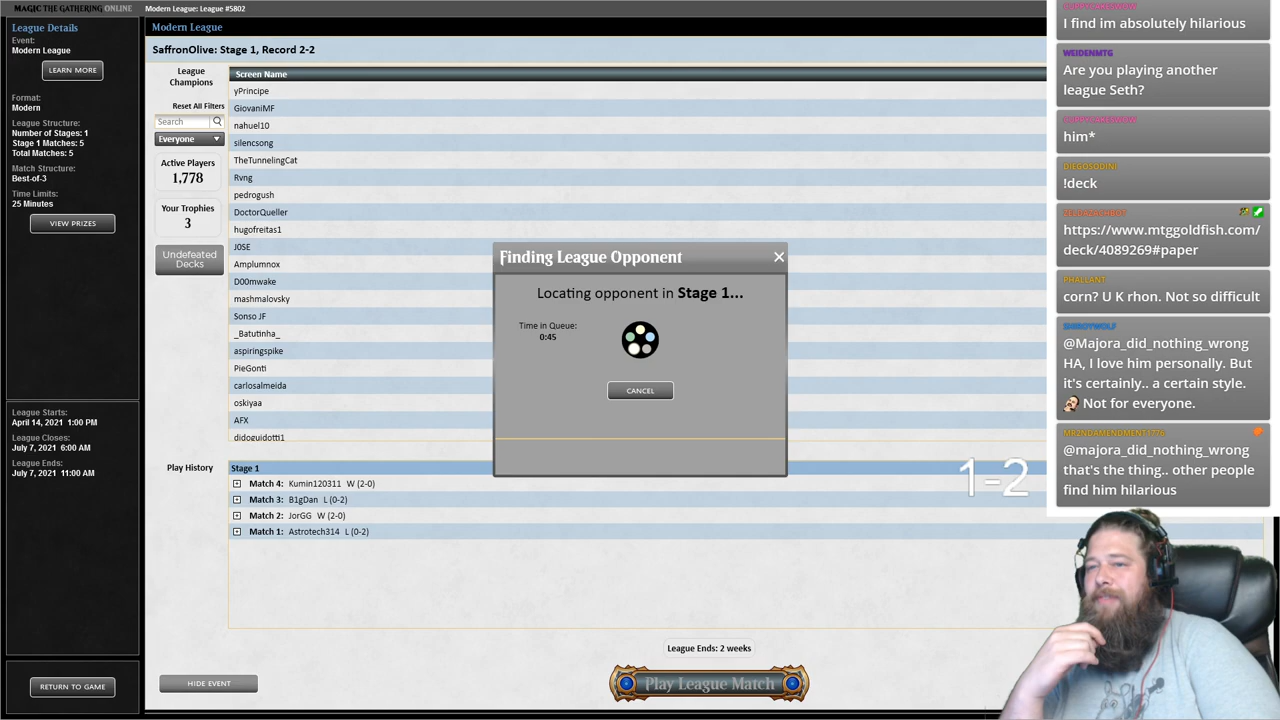 MAGIC THE GATHERING ONLINE
Modern League: League #5802
League Details
Event:
Modern League
LEARN MORE
Format:
Modern
League Structure:
Number of Stages: 1
Stage 1 Matches: 5
Total Matches: 5
Match Structure:
Best-of-3
Time Limits:
25 Minutes
VIEW PRIZES
League Starts:
April 14, 2021 1:00 PM
League Closes:
July 7, 2021 6:00 AM
League Ends:
July 7, 2021 11:00 AM
RETURN TO GAME
Modern League
SaffronOlive: Stage 1, Record 2-2
League
Champions
Reset All Filters
Search
Everyone
Active Players
1,778
Your Trophies
3
Undefeated
Decks
Screen Name
yPrincipe
GiovaniMF
nahuel10
silencsong
TheTunnelingCat
Rvng
pedrogush
DoctorQueller
hugofreitas1
J0SE
Amplumnox
D00mwake
mashmalovsky
Sonso JF
_Batutinha_
aspiringspike
PieGonti
carlosalmeida
oskiyaa
AFX
didoguidotti1
Finding League Opponent
Locating opponent in Stage 1...
Time in Queue:
0:45
CANCEL
Play History
Stage 1
Match 4: Kumin120311 W (2-0)
Match 3: B1gDan L (0-2)
Match 2: JorGG W (2-0)
Match 1: Astrotech314 L (0-2)
1-2
League Ends: 2 weeks
HIDE EVENT
Play League Match
I find im absolutely hilarious
WEIDENMTG
Are you playing another
league Seth?
him*
DIEGOSODINI
!deck
https://www.mtggoldfish.com/
deck/4089269#paper
PHALLANT
corn? U K rhon. Not so difficult
@Majora_did_nothing_wrong
HA, I love him personally. But
it's certainly.. a certain style.
Not for everyone.
MR2NDAMENDMENT1776
@majora_did_nothing_wrong
that's the thing.. other people
find him hilarious